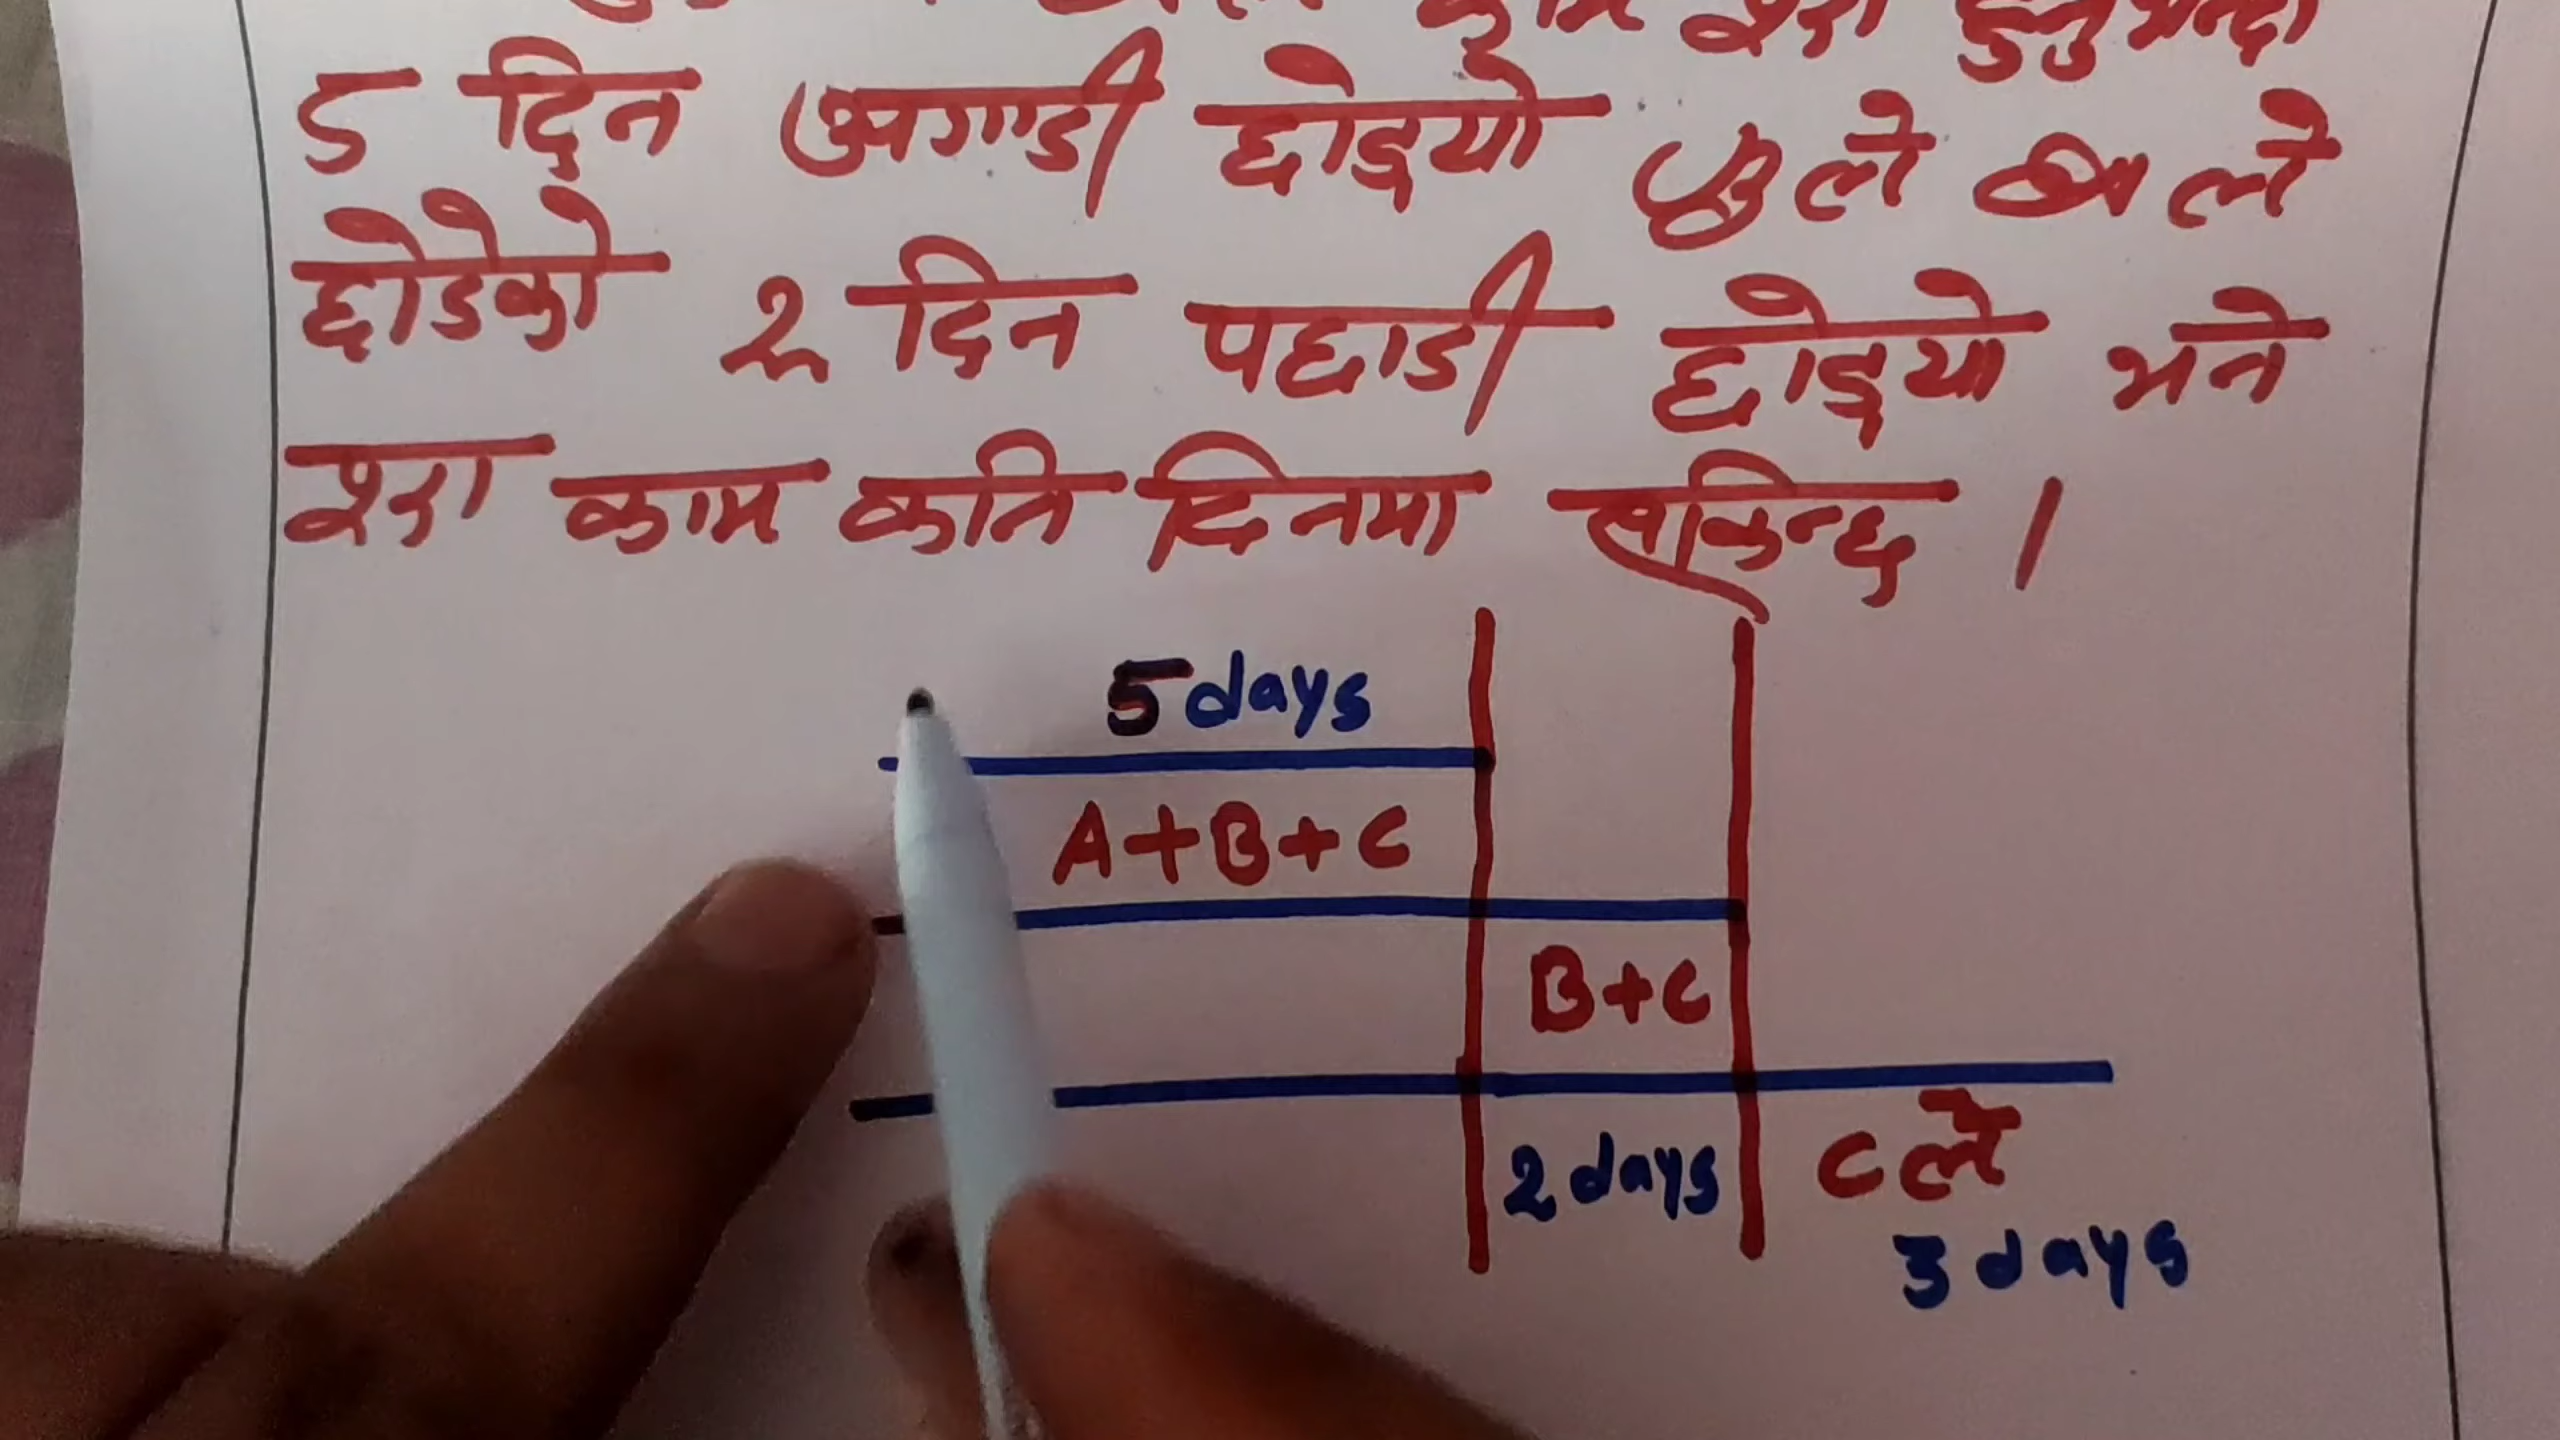 काम पूरा हुनुभन्दा
५ दिन अगाडी छोड्यो B ले A ले
छोडेको २ दिन पछाडी छोड्यो भने
पूरा काम कति दिनमा सकिन्छ ।
5 days
A+B+C
B+C
2 days
C ले
3 days